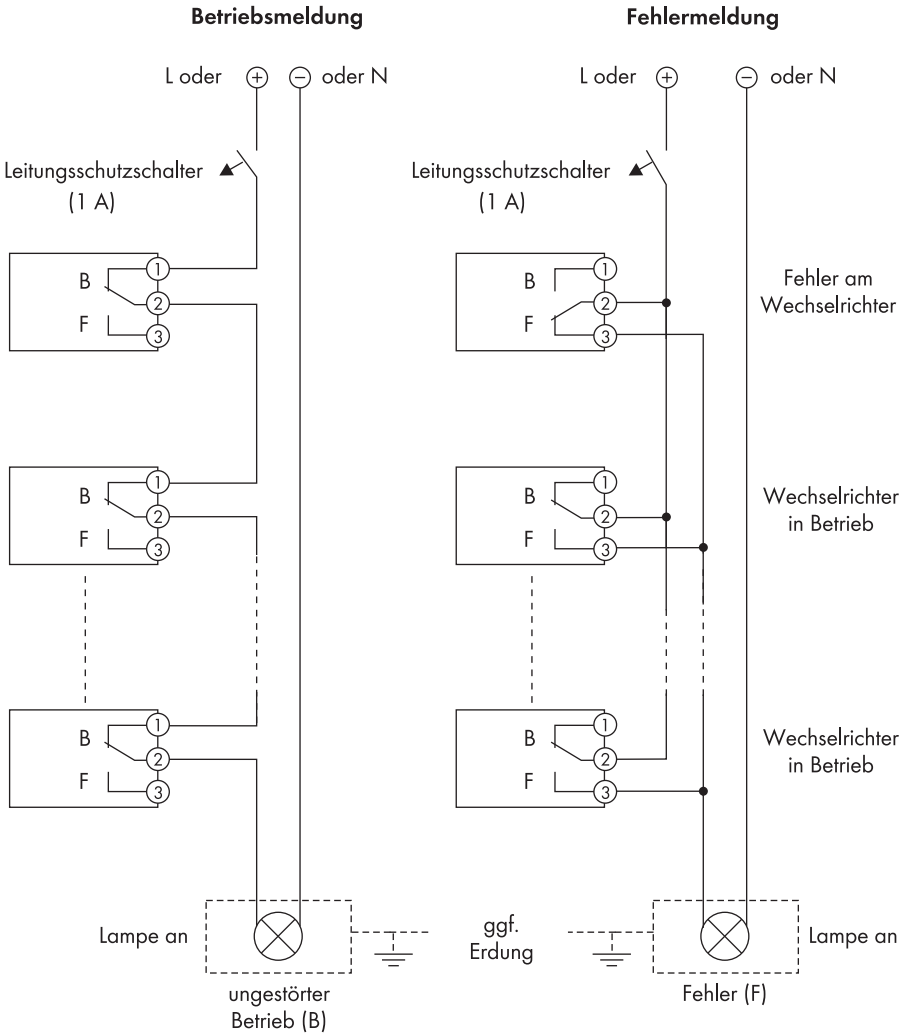 Betriebsmeldung
L oder + − oder N
Leitungsschutzschalter
(1 A)
B
F
1
2
3
B
F
1
2
3
B
F
1
2
3
Lampe an
ungestörter
Betrieb (B)
ggf.
Erdung
Fehlermeldung
L oder + − oder N
Leitungsschutzschalter
(1 A)
B
F
1
2
3
Fehler am
Wechselrichter
B
F
1
2
3
Wechselrichter
in Betrieb
B
F
1
2
3
Wechselrichter
in Betrieb
Lampe an
Fehler (F)